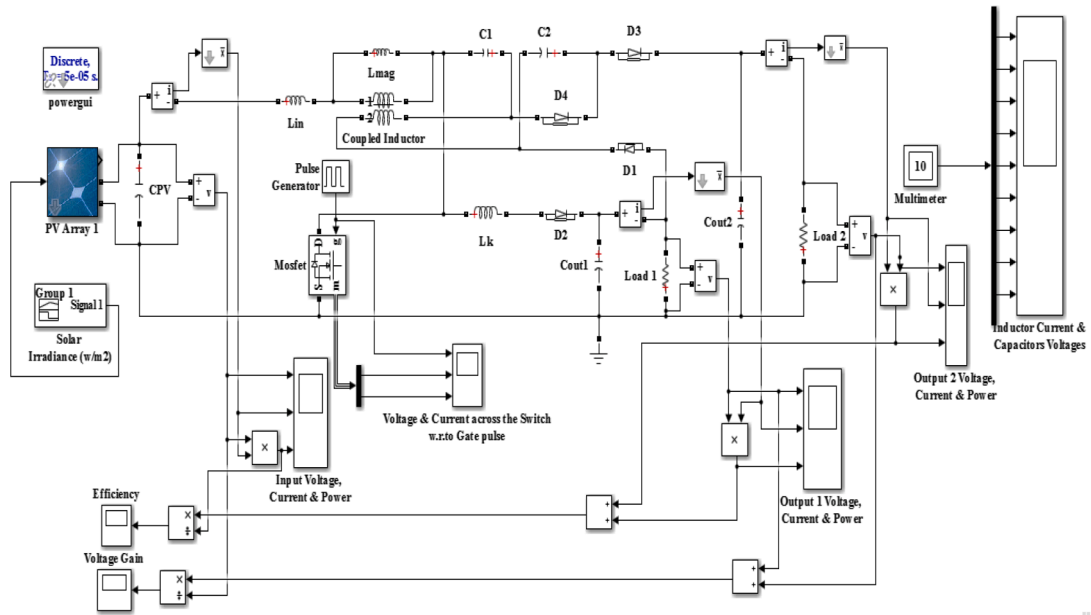 Discrete,
5e-05 s.
powergui
i
Lin
Lmag
1
2
Coupled Inductor
C1
C2
D3
D4
D1
i
CPV
v
PV Array 1
Pulse
Generator
Mosfet
D
g
S
m
Lk
D2
i
Cout1
Load 1
v
Cout2
Load 2
v
10
Multimeter
Inductor Current &
Capacitors Voltages
Group 1
Signal 1
Solar
Irradiance (w/m2)
×
Input Voltage,
Current & Power
Voltage & Current across the Switch
w.r.to Gate pulse
×
Output 2 Voltage,
Current & Power
×
Output 1 Voltage,
Current & Power
Efficiency
×
÷
Voltage Gain
×
÷